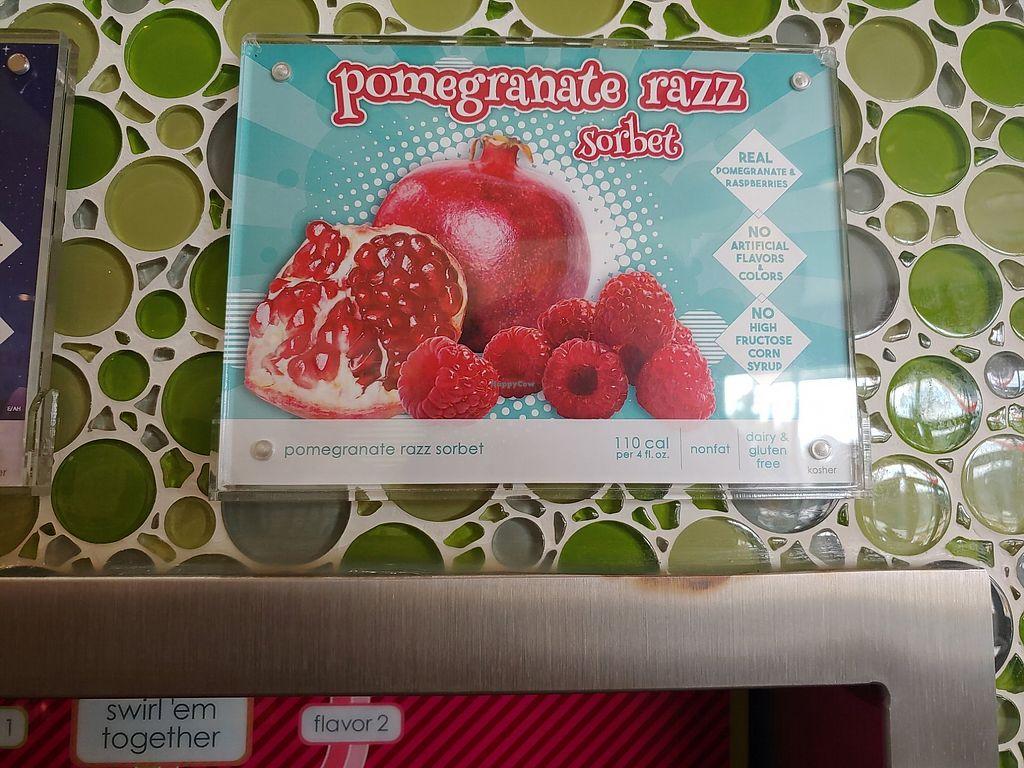 pomegranate razz
sorbet
REAL
POMEGRANATE &
RASPBERRIES
NO
ARTIFICIAL
FLAVORS
&
COLORS
NO
HIGH
FRUCTOSE
CORN
SYRUP
HappyCow
pomegranate razz sorbet
110 cal
per 4 fl. oz.
nonfat
dairy &
gluten
free
kosher
1
swirl 'em
together
flavor 2